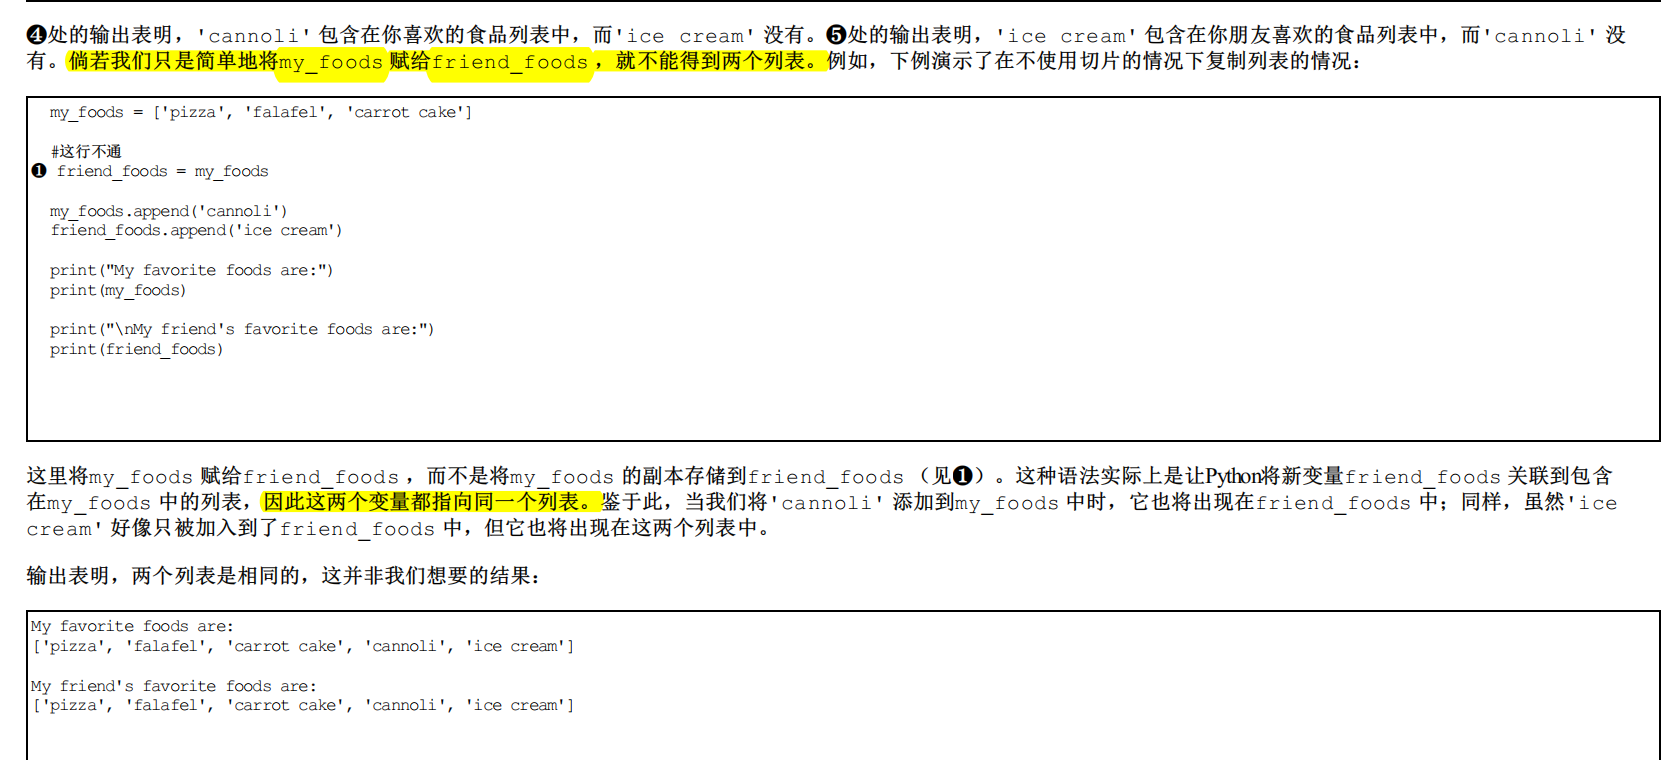 ❹处的输出表明，'cannoli' 包含在你喜欢的食品列表中，而'ice cream' 没有。❺处的输出表明，'ice cream' 包含在你朋友喜欢的食品列表中，而'cannoli' 没
有。倘若我们只是简单地将my_foods 赋给friend_foods ，就不能得到两个列表。例如，下例演示了在不使用切片的情况下复制列表的情况：
my_foods = ['pizza', 'falafel', 'carrot cake']
#这行不通
❶ friend_foods = my_foods
my_foods.append('cannoli')
friend_foods.append('ice cream')
print("My favorite foods are:")
print(my_foods)
print("\nMy friend's favorite foods are:")
print(friend_foods)
这里将my_foods 赋给friend_foods ，而不是将my_foods 的副本存储到friend_foods （见❶）。这种语法实际上是让Python将新变量friend_foods 关联到包含
在my_foods 中的列表，因此这两个变量都指向同一个列表。鉴于此，当我们将'cannoli' 添加到my_foods 中时，它也将出现在friend_foods 中；同样，虽然'ice
cream' 好像只被加入到了friend_foods 中，但它也将出现在这两个列表中。
输出表明，两个列表是相同的，这并非我们想要的结果：
My favorite foods are:
['pizza', 'falafel', 'carrot cake', 'cannoli', 'ice cream']
My friend's favorite foods are:
['pizza', 'falafel', 'carrot cake', 'cannoli', 'ice cream']